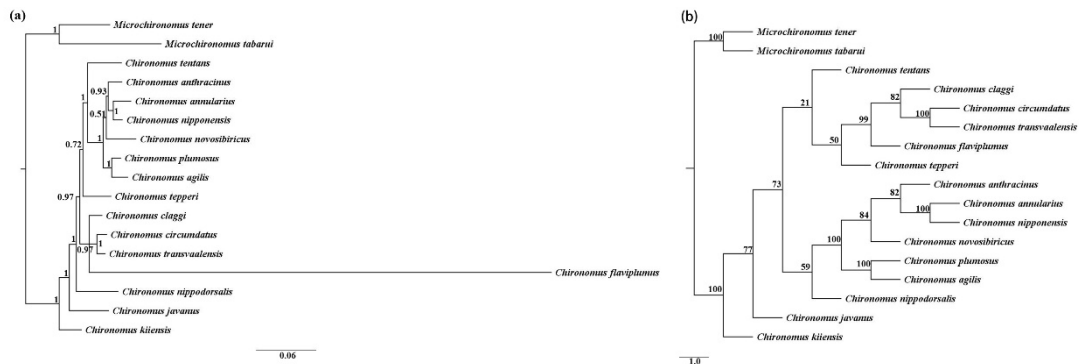 (a)
1
Microchironomus tener
Microchironomus tabarui
Chironomus tentans
1
0.93
Chironomus anthracinus
Chironomus annularius
0.51
1
Chironomus nipponensis
1
Chironomus novosibiricus
0.72
Chironomus plumosus
1
Chironomus agilis
0.97
Chironomus tepperi
Chironomus claggi
1
Chironomus circumdatus
0.97
1
Chironomus transvaalensis
1
Chironomus flaviplumus
Chironomus nippodorsalis
1
Chironomus javanus
Chironomus kiiensis
0.06
(b)
100
Microchironomus tener
Microchironomus tabarui
Chironomus tentans
21
82
Chironomus claggi
99
Chironomus circumdatus
100
Chironomus transvaalensis
50
Chironomus flaviplumus
Chironomus tepperi
73
82
Chironomus anthracinus
Chironomus annularius
84
100
Chironomus nipponensis
100
Chironomus novosibiricus
77
59
Chironomus plumosus
100
Chironomus agilis
100
Chironomus nippodorsalis
Chironomus javanus
Chironomus kiiensis
1.0